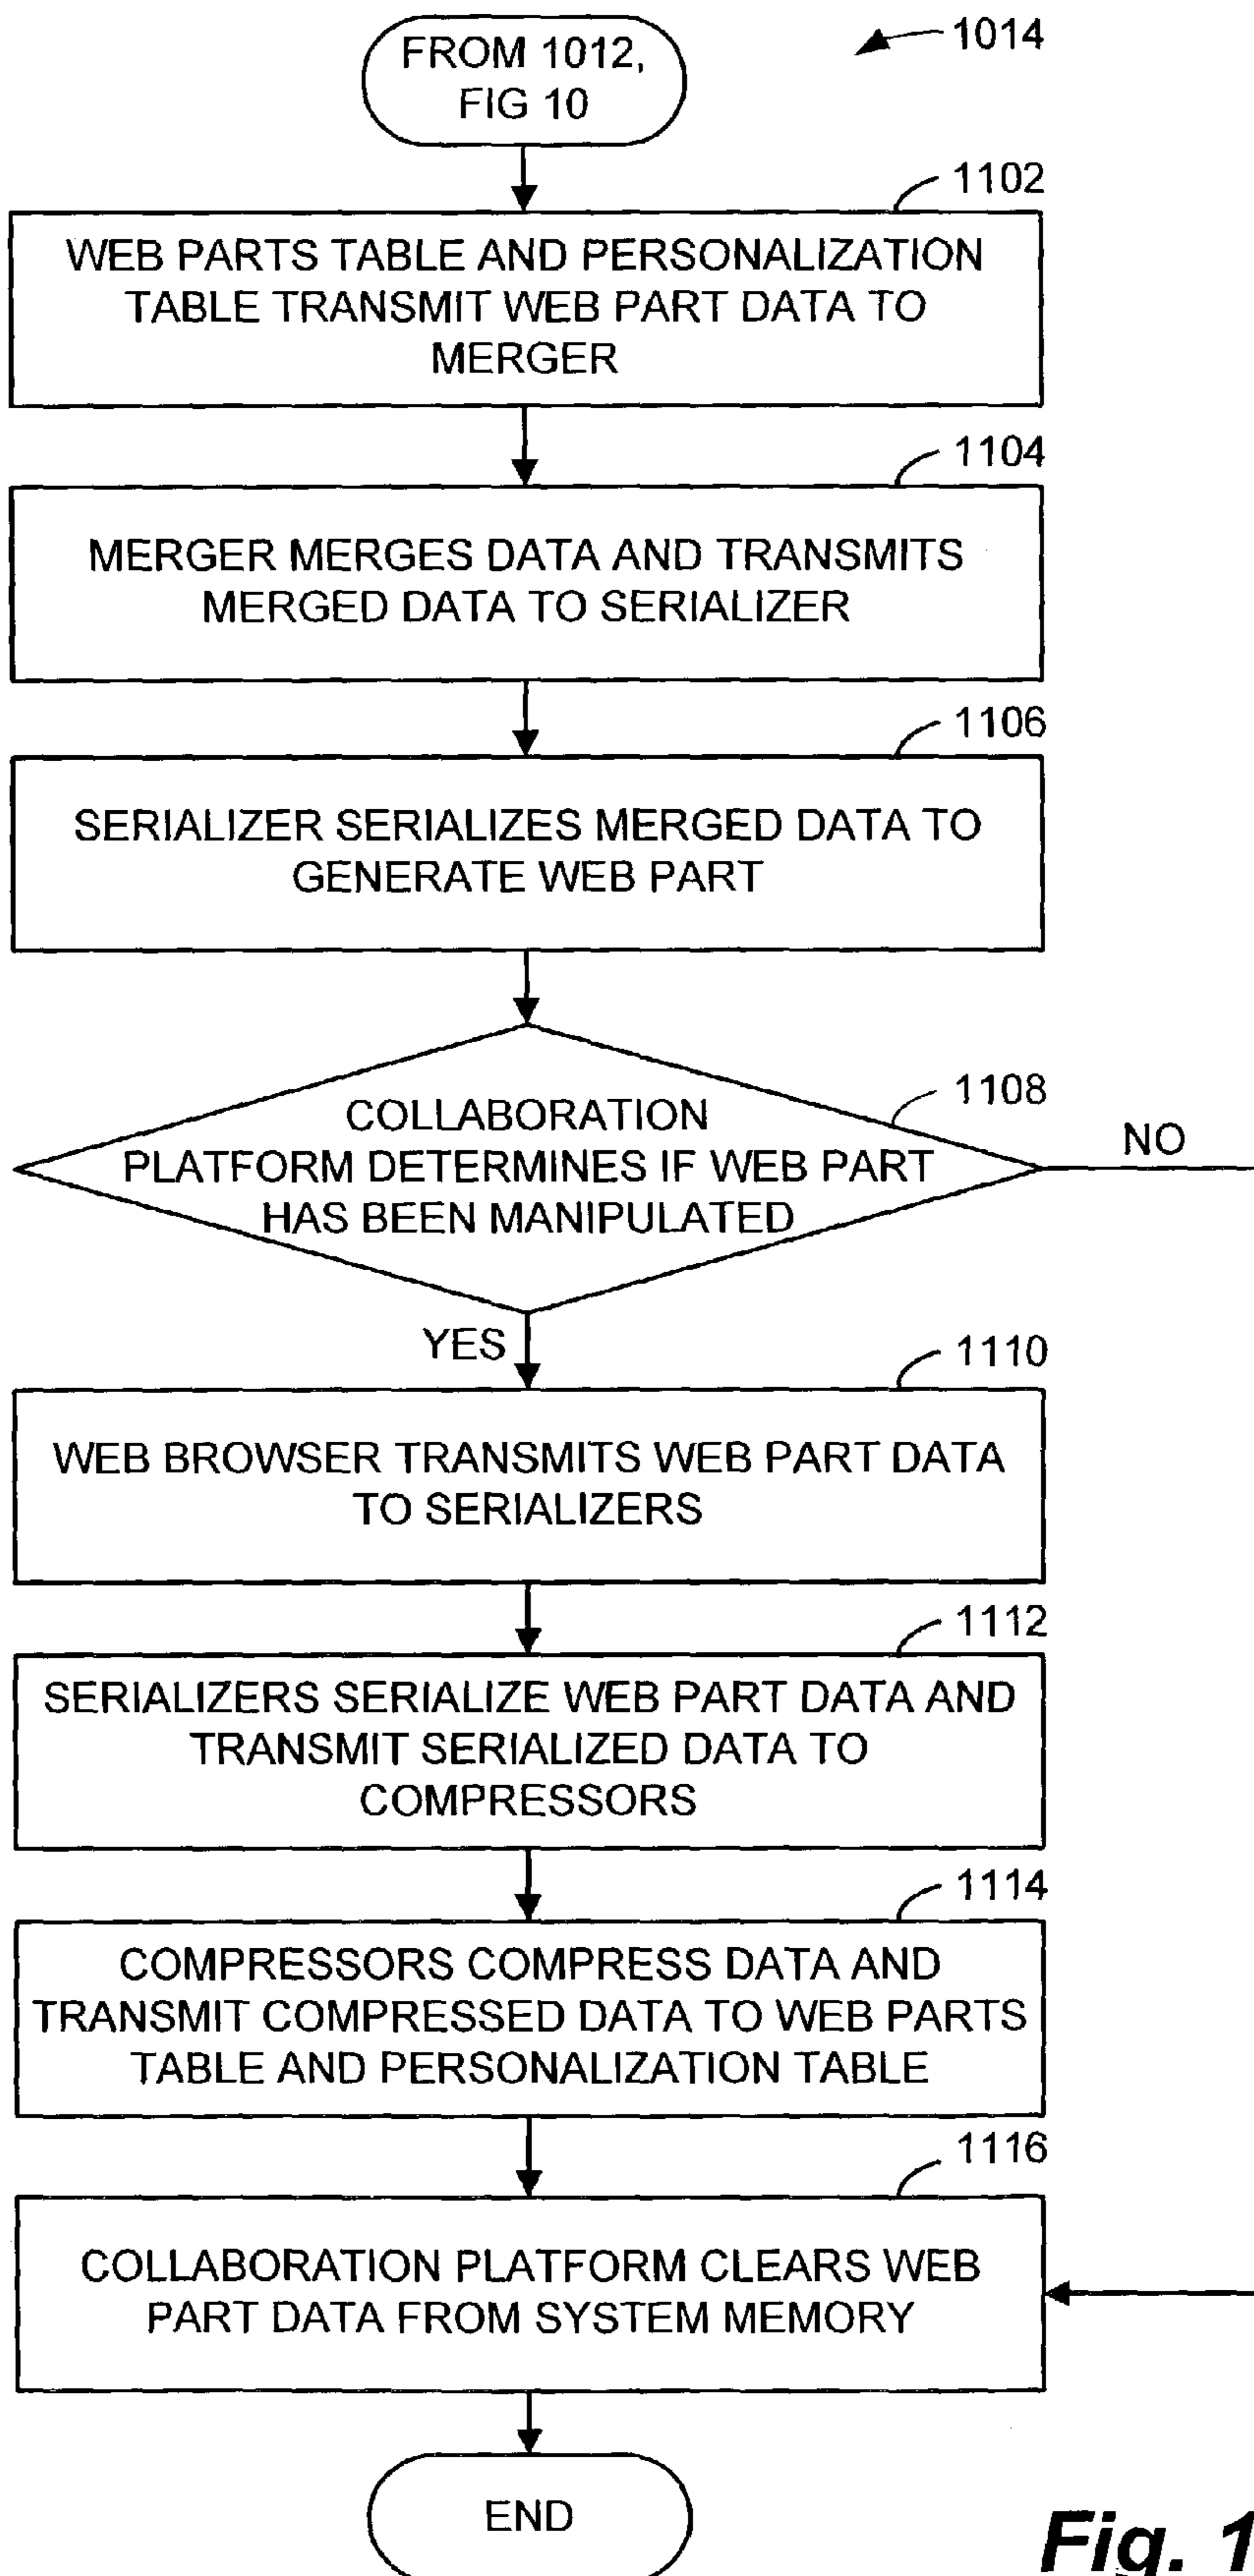 FROM 1012,
FIG 10
1014
1102
WEB PARTS TABLE AND PERSONALIZATION
TABLE TRANSMIT WEB PART DATA TO
MERGER
1104
MERGER MERGES DATA AND TRANSMITS
MERGED DATA TO SERIALIZER
1106
SERIALIZER SERIALIZES MERGED DATA TO
GENERATE WEB PART
1108
COLLABORATION
PLATFORM DETERMINES IF WEB PART
HAS BEEN MANIPULATED
NO
YES
1110
WEB BROWSER TRANSMITS WEB PART DATA
TO SERIALIZERS
1112
SERIALIZERS SERIALIZE WEB PART DATA AND
TRANSMIT SERIALIZED DATA TO
COMPRESSORS
1114
COMPRESSORS COMPRESS DATA AND
TRANSMIT COMPRESSED DATA TO WEB PARTS
TABLE AND PERSONALIZATION TABLE
1116
COLLABORATION PLATFORM CLEARS WEB
PART DATA FROM SYSTEM MEMORY
END
Fig. 1